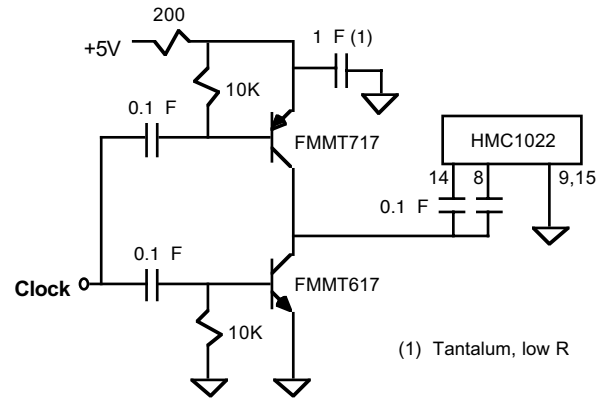 200
+5V
1 F (1)
10K
0.1 F
FMMT717
HMC1022
14 8 9,15
0.1 F
0.1 F
Clock
FMMT617
10K
(1) Tantalum, low R